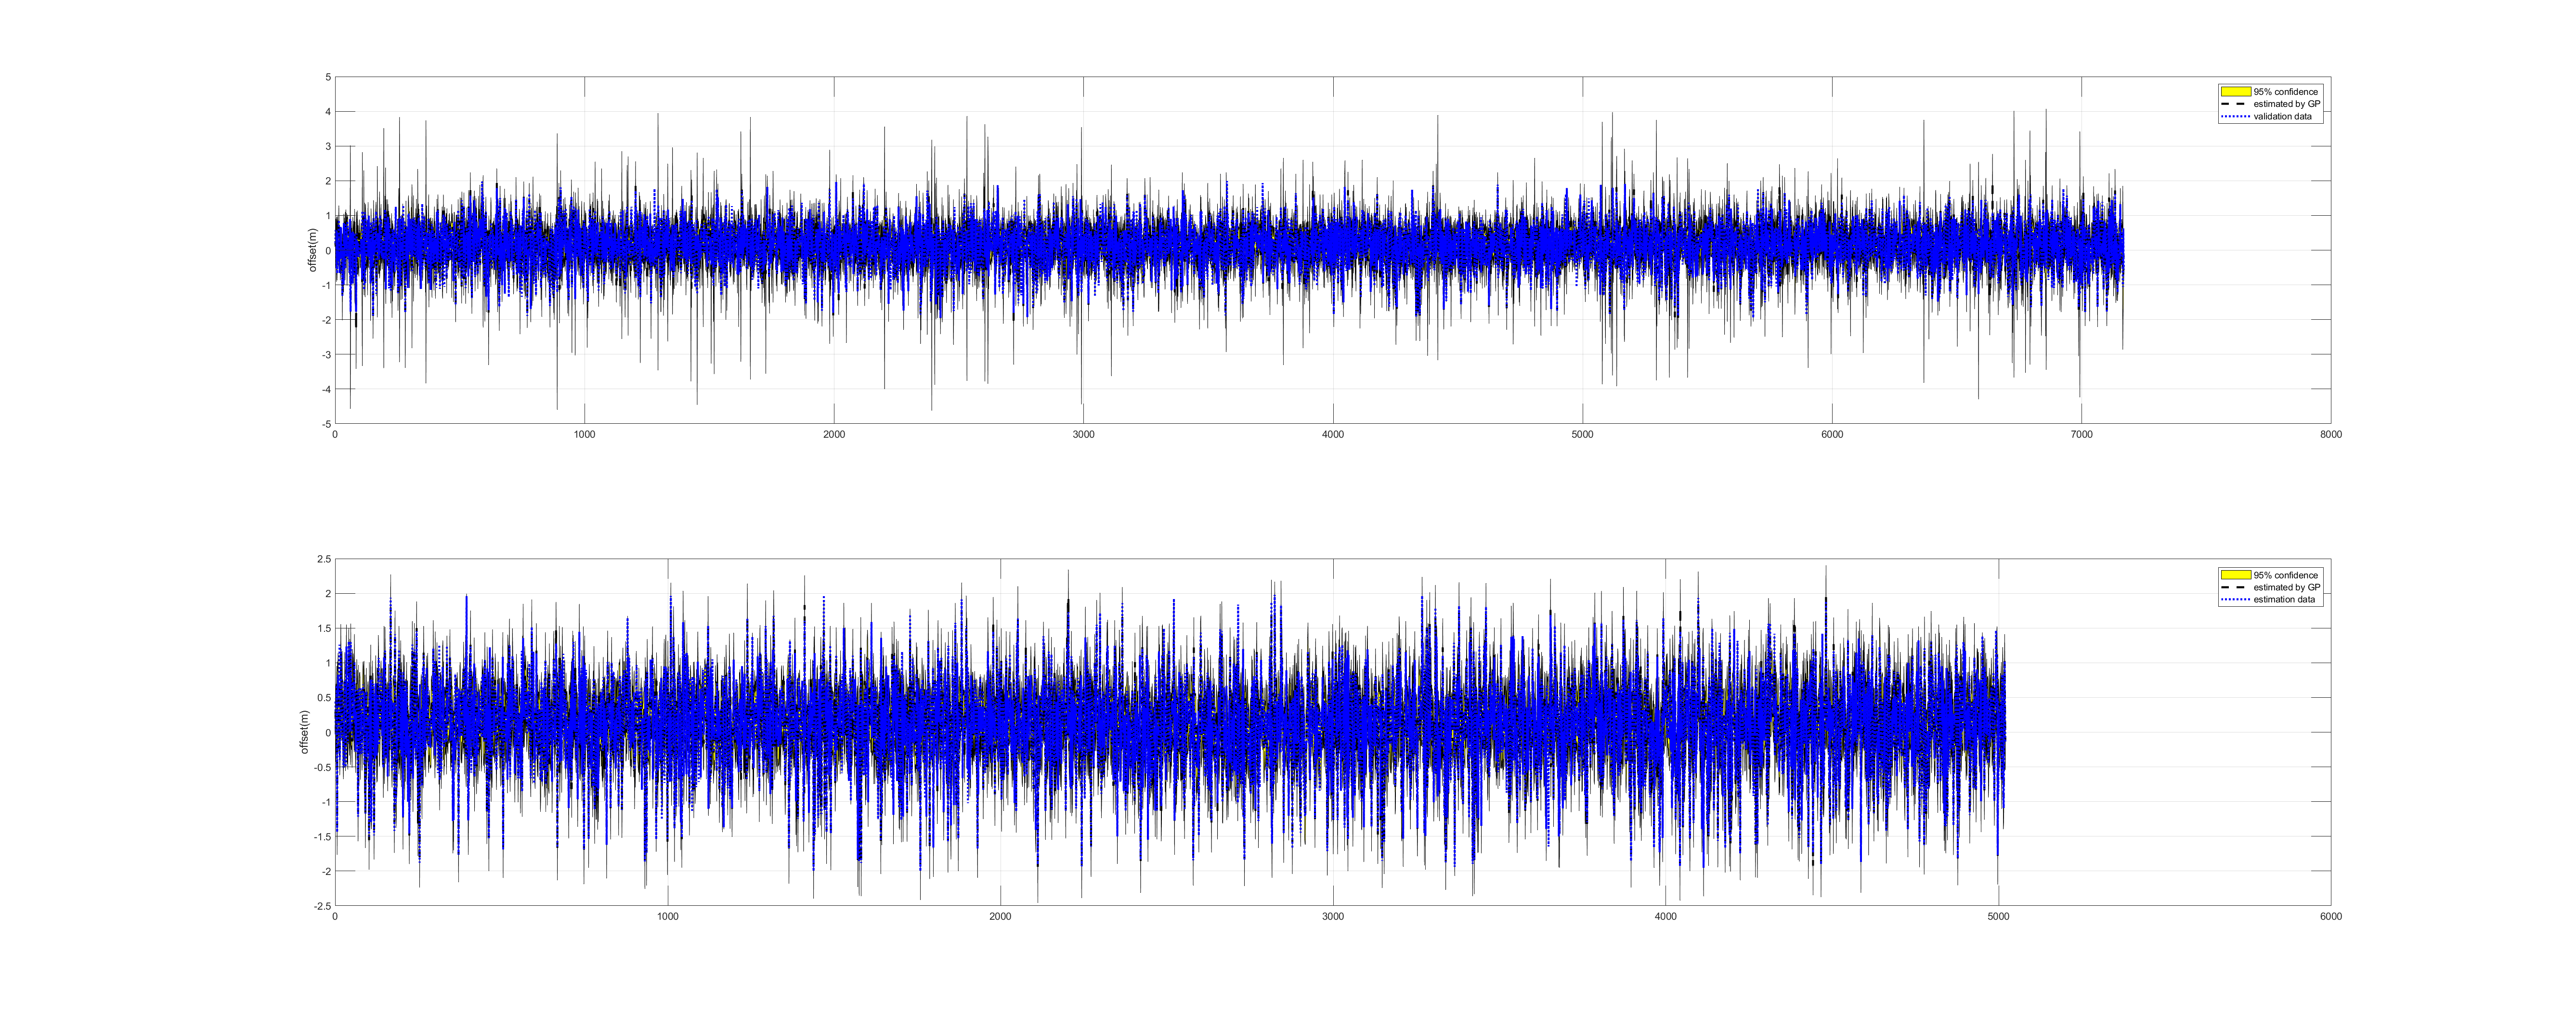 5
4
3
2
1
0
-1
-2
-3
-4
-5
offset(m)
0 1000 2000 3000 4000 5000 6000 7000 8000
95% confidence
estimated by GP
validation data
2.5
2
1.5
1
0.5
0
-0.5
-1
-1.5
-2
-2.5
offset(m)
0 1000 2000 3000 4000 5000 6000
95% confidence
estimated by GP
estimation data